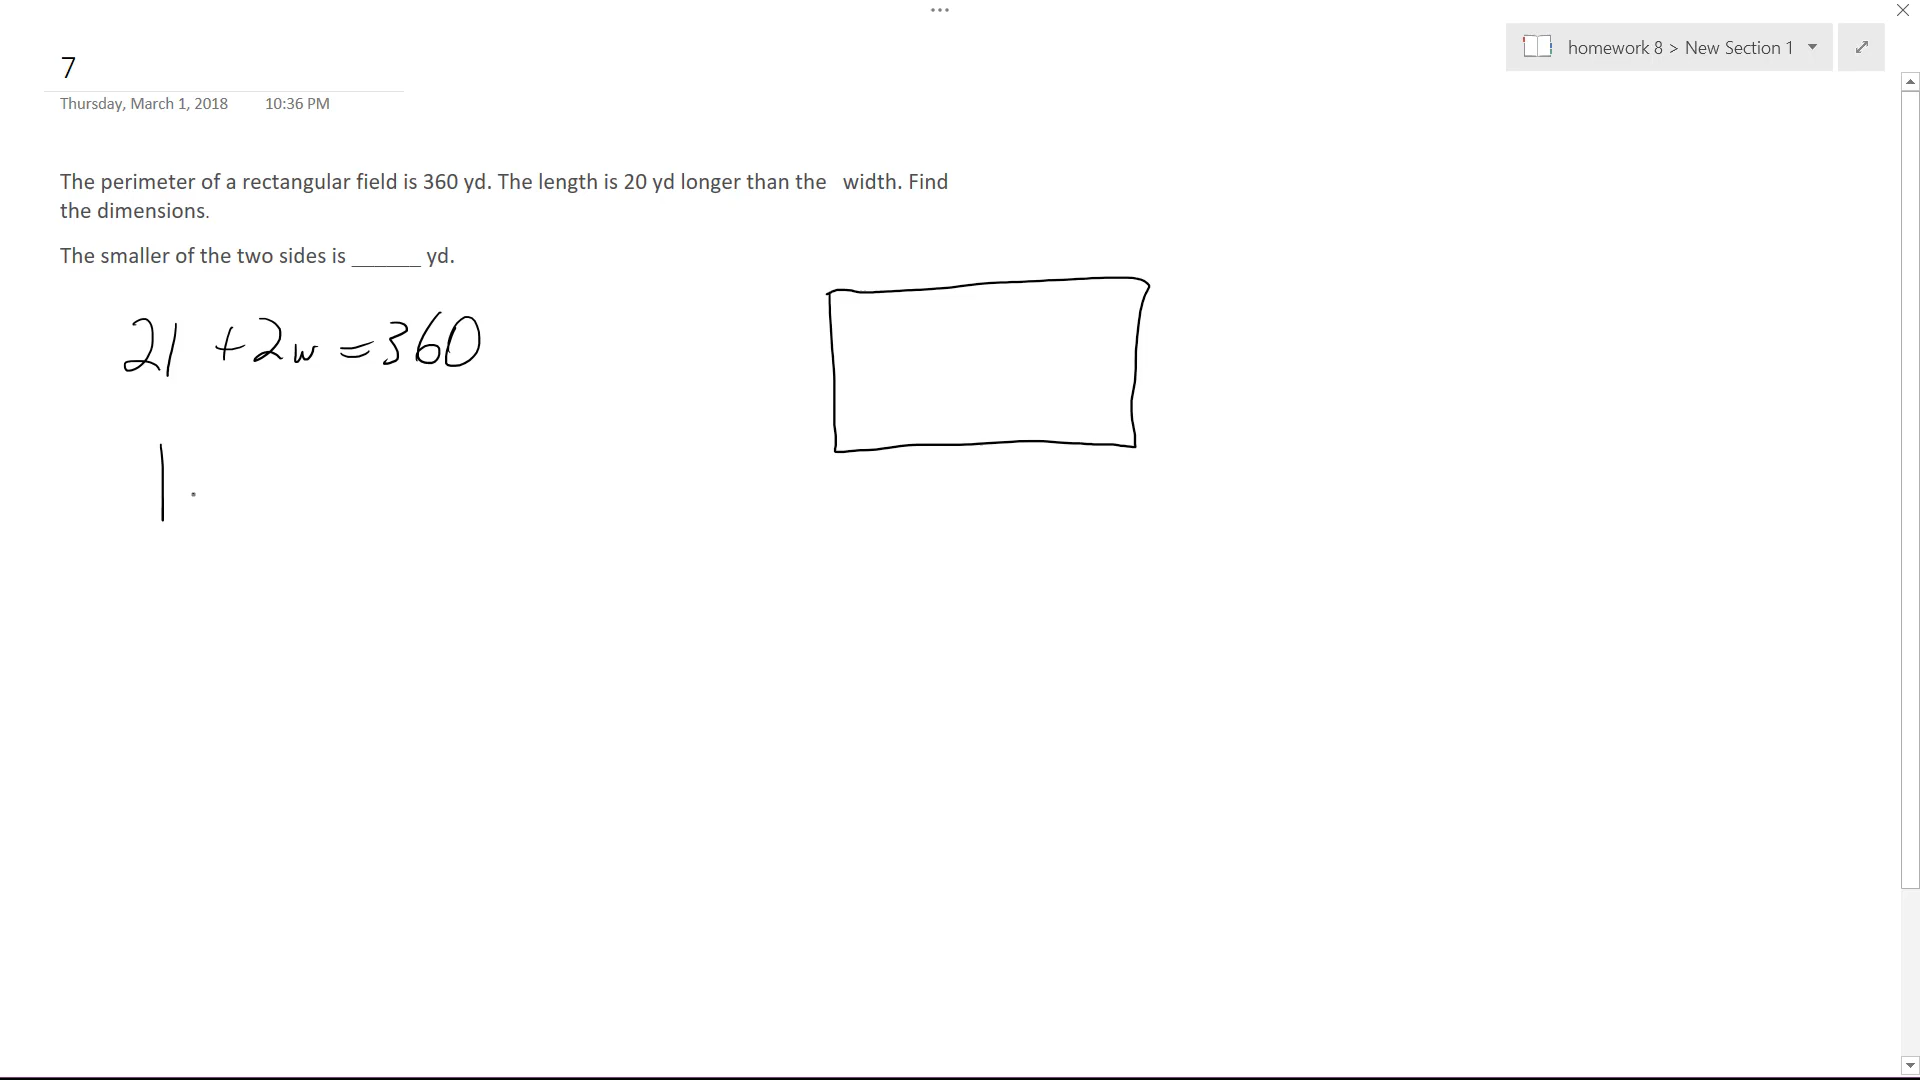 homework 8 > New Section 1
7
Thursday, March 1, 2018 10:36 PM
The perimeter of a rectangular field is 360 yd. The length is 20 yd longer than the width. Find
the dimensions.
The smaller of the two sides is ______ yd.
2l + 2w = 360
l